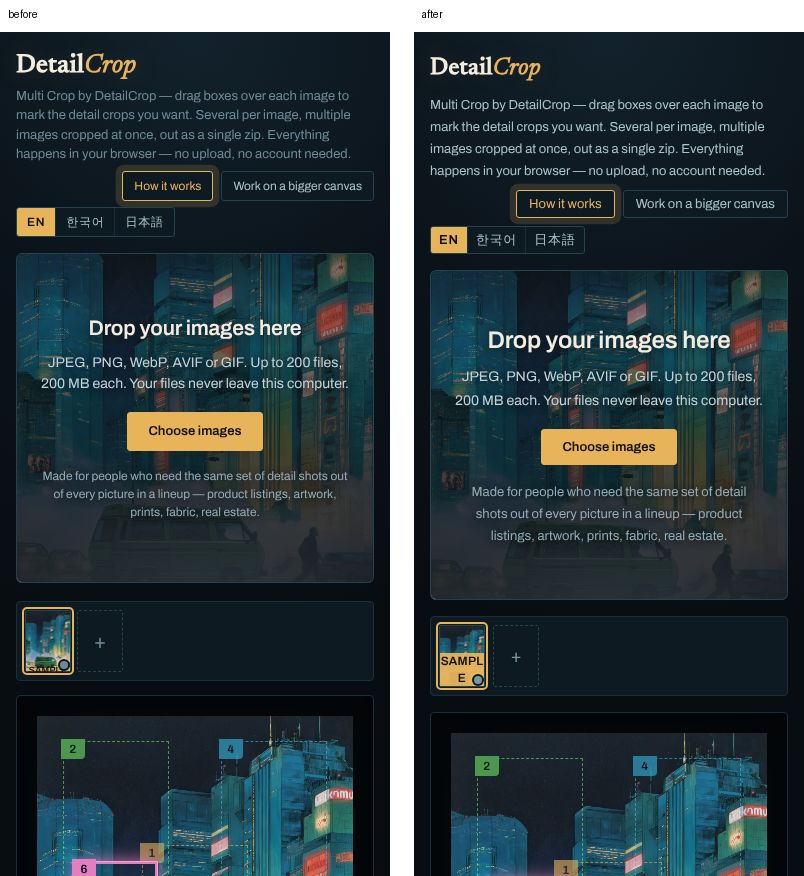 before
after
DetailCrop
Multi Crop by DetailCrop — drag boxes over each image to
mark the detail crops you want. Several per image, multiple
images cropped at once, out as a single zip. Everything
happens in your browser — no upload, no account needed.
How it works
Work on a bigger canvas
EN
한국어
日本語
Drop your images here
JPEG, PNG, WebP, AVIF or GIF. Up to 200 files,
200 MB each. Your files never leave this computer.
Choose images
Made for people who need the same set of detail shots out
of every picture in a lineup — product listings, artwork,
prints, fabric, real estate.
+
2
4
1
6
DetailCrop
Multi Crop by DetailCrop — drag boxes over each image to
mark the detail crops you want. Several per image, multiple
images cropped at once, out as a single zip. Everything
happens in your browser — no upload, no account needed.
How it works
Work on a bigger canvas
EN
한국어
日本語
Drop your images here
JPEG, PNG, WebP, AVIF or GIF. Up to 200 files,
200 MB each. Your files never leave this computer.
Choose images
Made for people who need the same set of detail
shots out of every picture in a lineup — product
listings, artwork, prints, fabric, real estate.
SAMPL
E
+
2
4
1